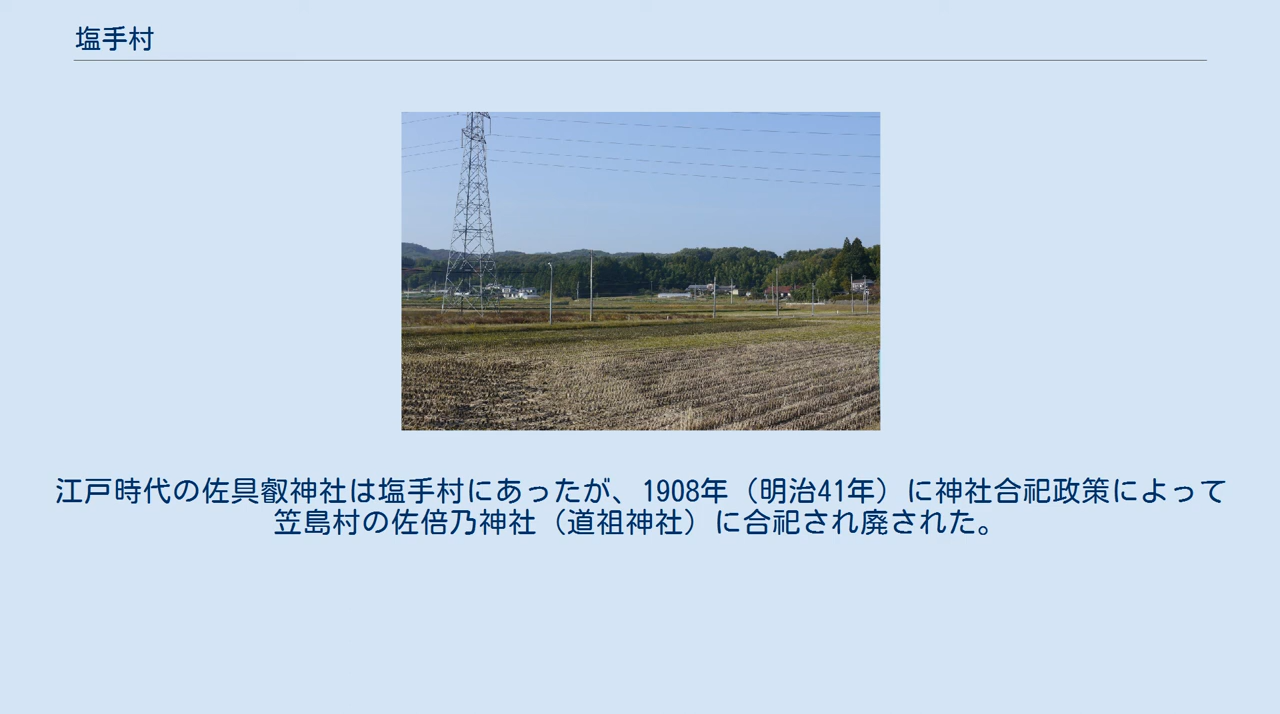 塩手村
江戸時代の佐具叡神社は塩手村にあったが、1908年（明治41年）に神社合祀政策によって
笠島村の佐倍乃神社（道祖神社）に合祀され廃された。